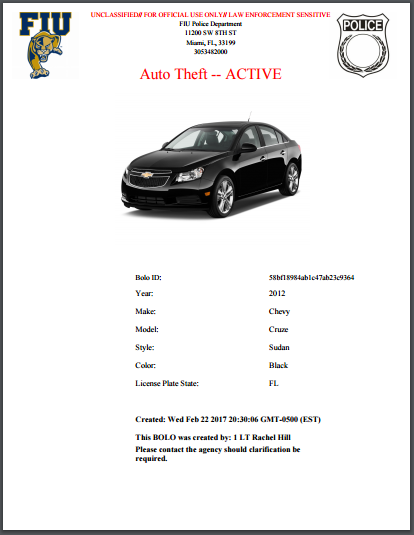 FIU
UNCLASSIFIED// FOR OFFICIAL USE ONLY// LAW ENFORCEMENT SENSITIVE
FIU Police Department
11200 SW 8TH ST
Miami, FL, 33199
3053482000
POLICE
Auto Theft -- ACTIVE
Bolo ID: 58bf18984ab1c47ab23c9364
Year: 2012
Make: Chevy
Model: Cruze
Style: Sudan
Color: Black
License Plate State: FL
Created: Wed Feb 22 2017 20:30:06 GMT-0500 (EST)
This BOLO was created by: 1 LT Rachel Hill
Please contact the agency should clarification be
required.